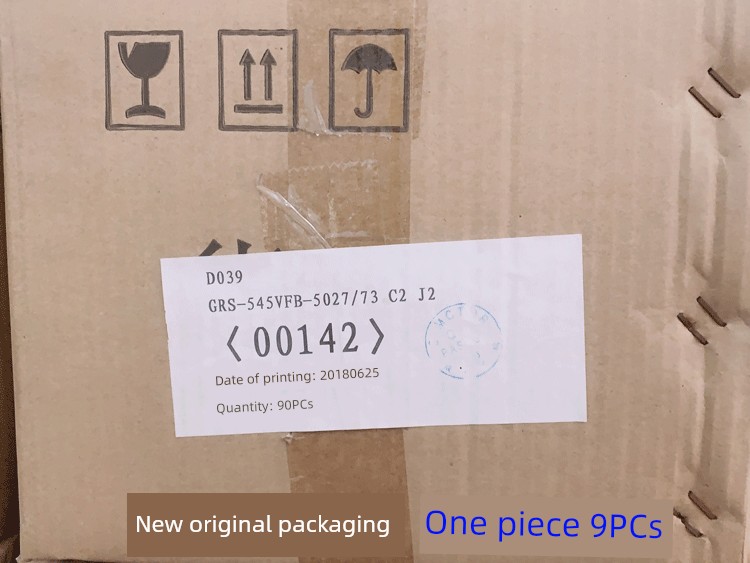 D039
GRS-545VFB-5027/73 C2 J2
〈00142〉
Date of printing: 20180625
Quantity: 90PCs
New original packaging
One piece 9PCs